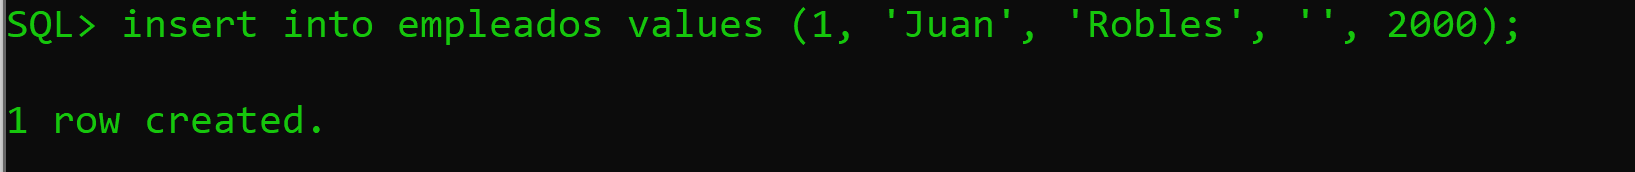 SQL> insert into empleados values (1, 'Juan', 'Robles', '', 2000);
1 row created.